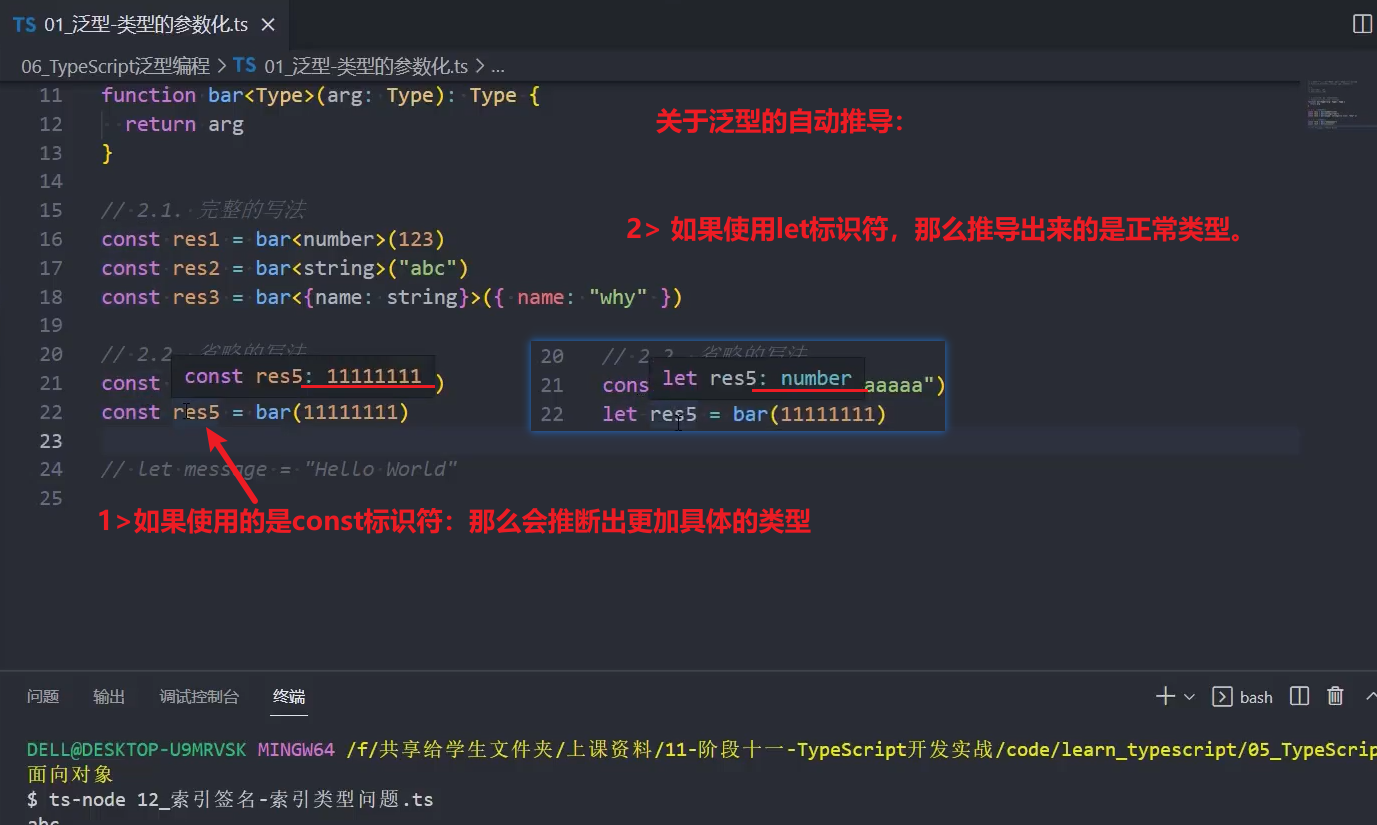 TS 01_泛型-类型的参数化.ts ×
06_TypeScript泛型编程 > TS 01_泛型-类型的参数化.ts > ...
11 function bar<Type>(arg: Type): Type {
关于泛型的自动推导：
12 return arg
13 }
14
15 // 2.1. 完整的写法
2> 如果使用let标识符，那么推导出来的是正常类型。
16 const res1 = bar<number>(123)
17 const res2 = bar<string>("abc")
18 const res3 = bar<{name: string}>({ name: "why" })
19
20 // 2.2. 省略的写法
const res5: 11111111
21 const )
22 const res5 = bar(11111111)
20 // 2.2. 省略的写法
let res5: number
21 cons aaaaa")
22 let res5 = bar(11111111)
23
24 // let message = "Hello World"
25
1>如果使用的是const标识符：那么会推断出更加具体的类型
问题 输出 调试控制台 终端
bash
DELL@DESKTOP-U9MRVSK MINGW64 /f/共享给学生文件夹/上课资料/11-阶段十一-TypeScript开发实战/code/learn_typescript/05_TypeScrip
面向对象
$ ts-node 12_索引签名-索引类型问题.ts
abc